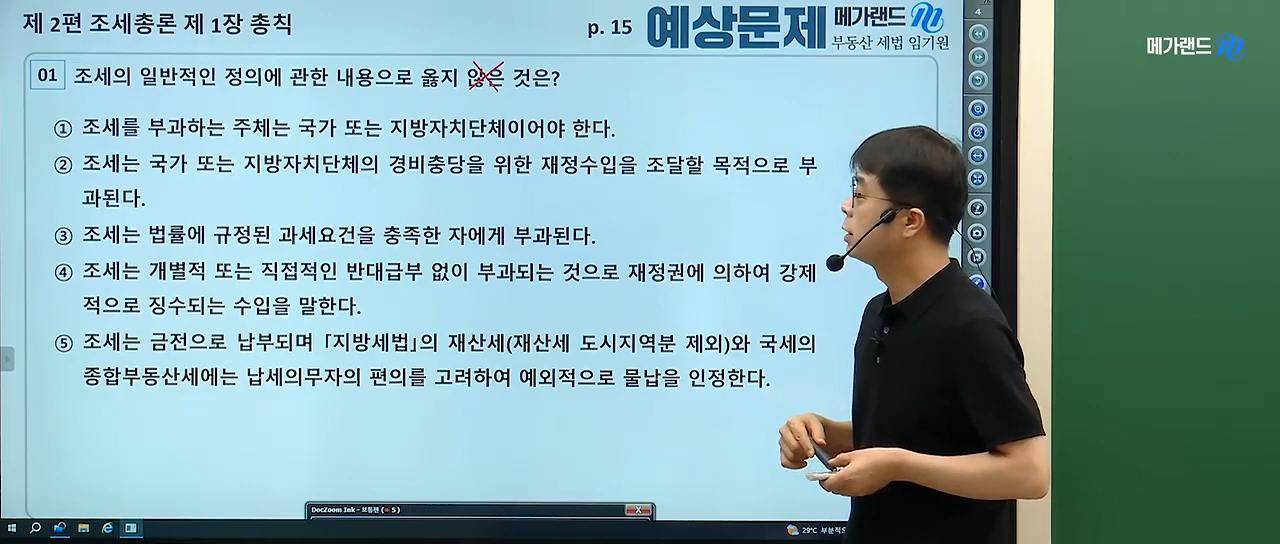 제 2편 조세총론 제 1장 총칙
p. 15 예상문제 메가랜드
부동산 세법 임기원
메가랜드
01 조세의 일반적인 정의에 관한 내용으로 옳지 않은 것은?
① 조세를 부과하는 주체는 국가 또는 지방자치단체이어야 한다.
② 조세는 국가 또는 지방자치단체의 경비충당을 위한 재정수입을 조달할 목적으로 부
과된다.
③ 조세는 법률에 규정된 과세요건을 충족한 자에게 부과된다.
④ 조세는 개별적 또는 직접적인 반대급부 없이 부과되는 것으로 재정권에 의하여 강제
적으로 징수되는 수입을 말한다.
⑤ 조세는 금전으로 납부되며 「지방세법」의 재산세(재산세 도시지역분 제외)와 국세의
종합부동산세에는 납세의무자의 편의를 고려하여 예외적으로 물납을 인정한다.
DocZoom Ink - 보통펜 ( 5)
29°C 부분적으